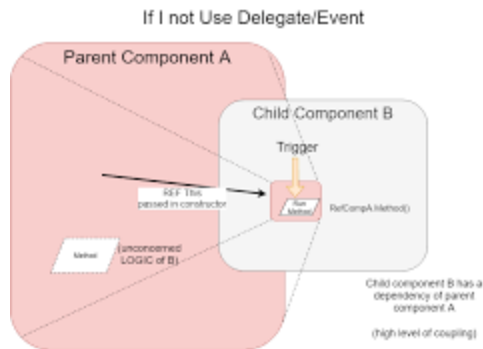 If I not Use Delegate/Event
Parent Component A
Child Component B
Trigger
REF This
passed in constructor
Run
Method
RefCompA.Method()
Method
(unconcerned
LOGIC of B)
Child component B has a
dependency of parent
component A
(high level of coupling)